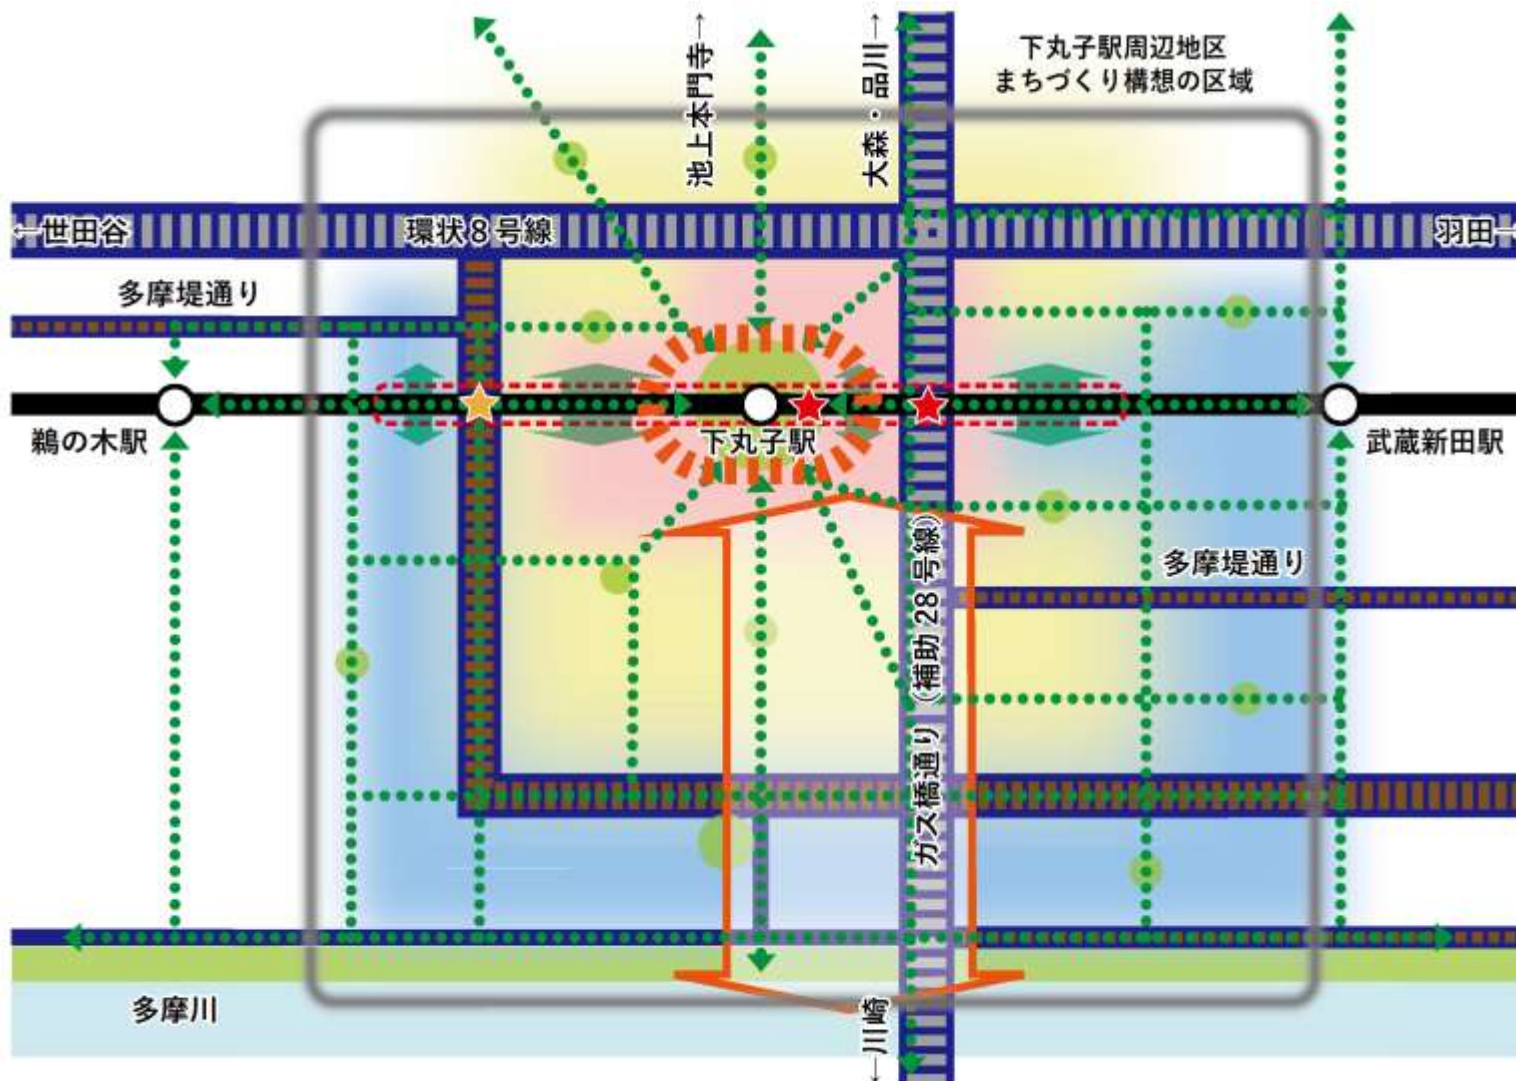 池上本門寺→
大森・品川→
下丸子駅周辺地区
まちづくり構想の区域
←世田谷
環状8号線
羽田→
多摩堤通り
鵜の木駅
下丸子駅
武蔵新田駅
多摩堤通り
ガス橋通り（補助28号線）
多摩川
←川崎